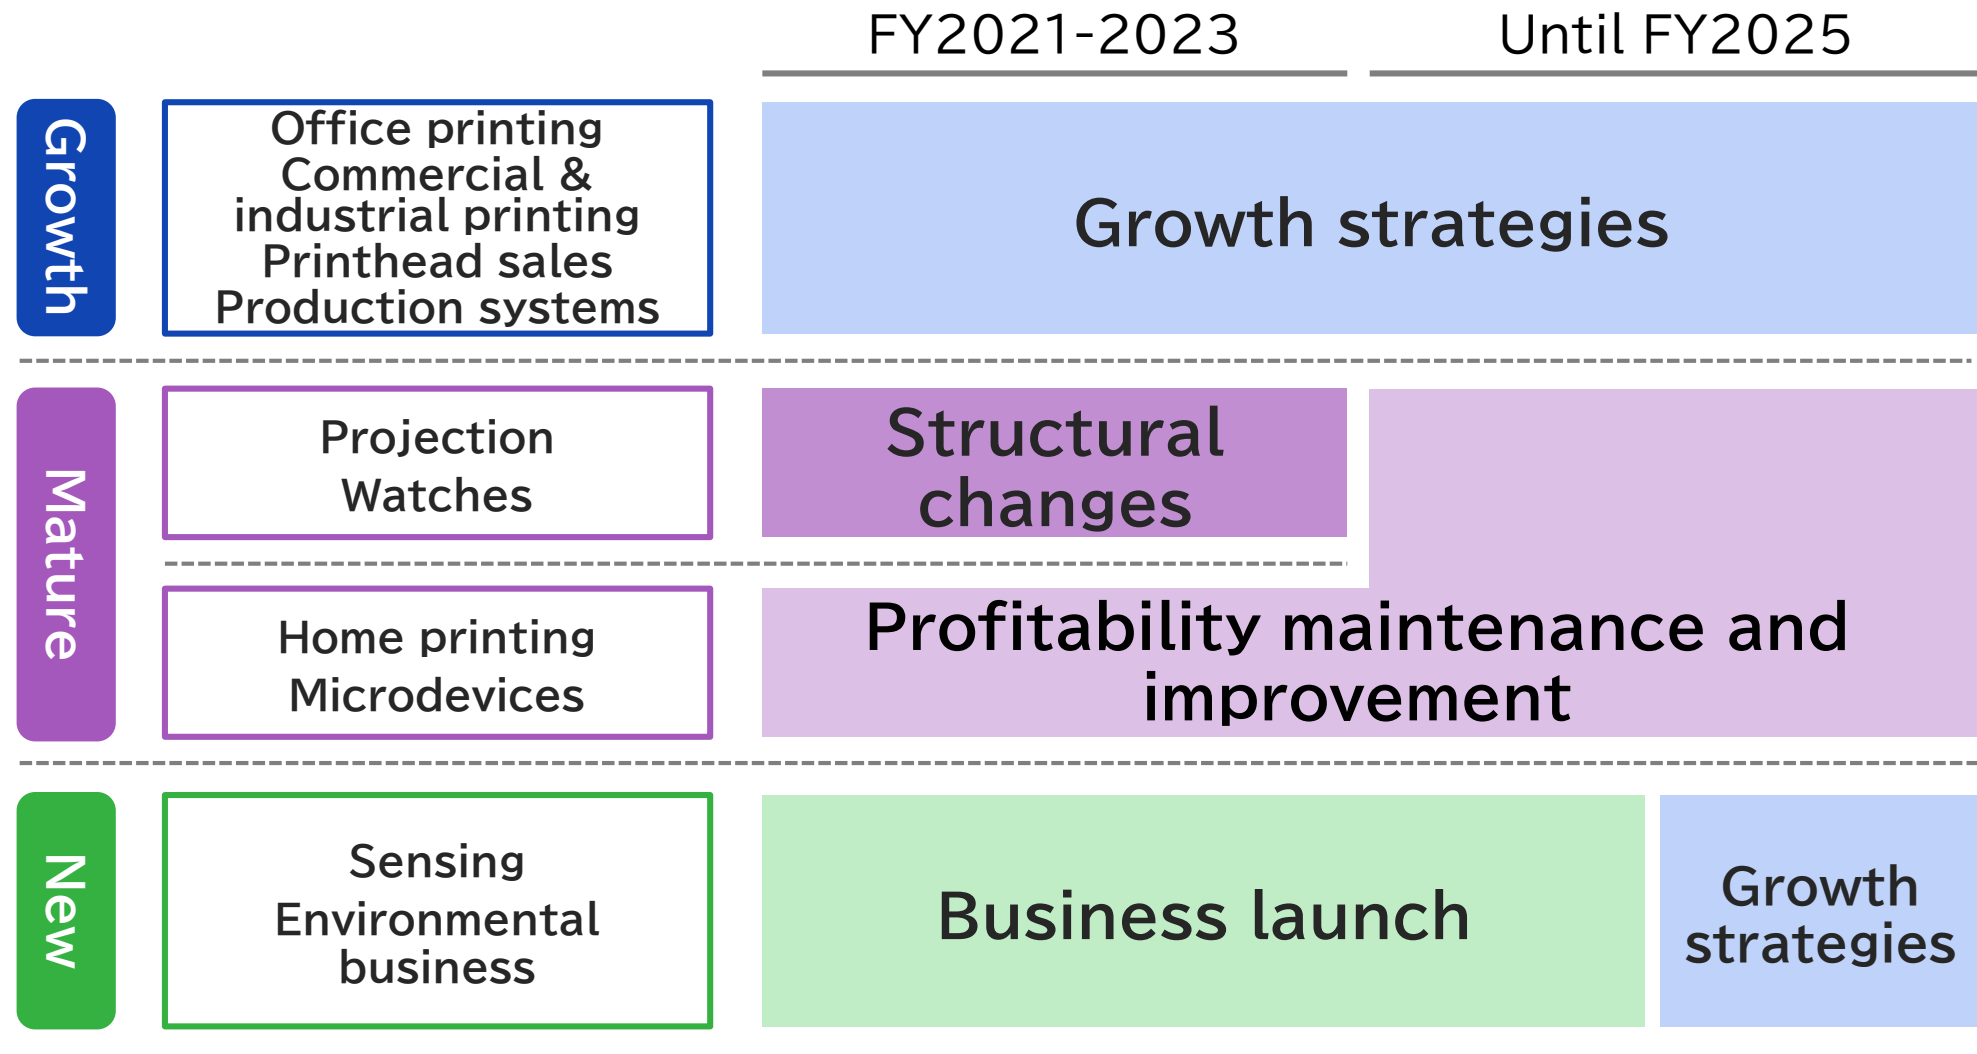 FY2021-2023
Until FY2025
Growth
Office printing
Commercial &
industrial printing
Printhead sales
Production systems
Growth strategies
Mature
Projection
Watches
Structural
changes
Home printing
Microdevices
Profitability maintenance and
improvement
New
Sensing
Environmental
business
Business launch
Growth
strategies